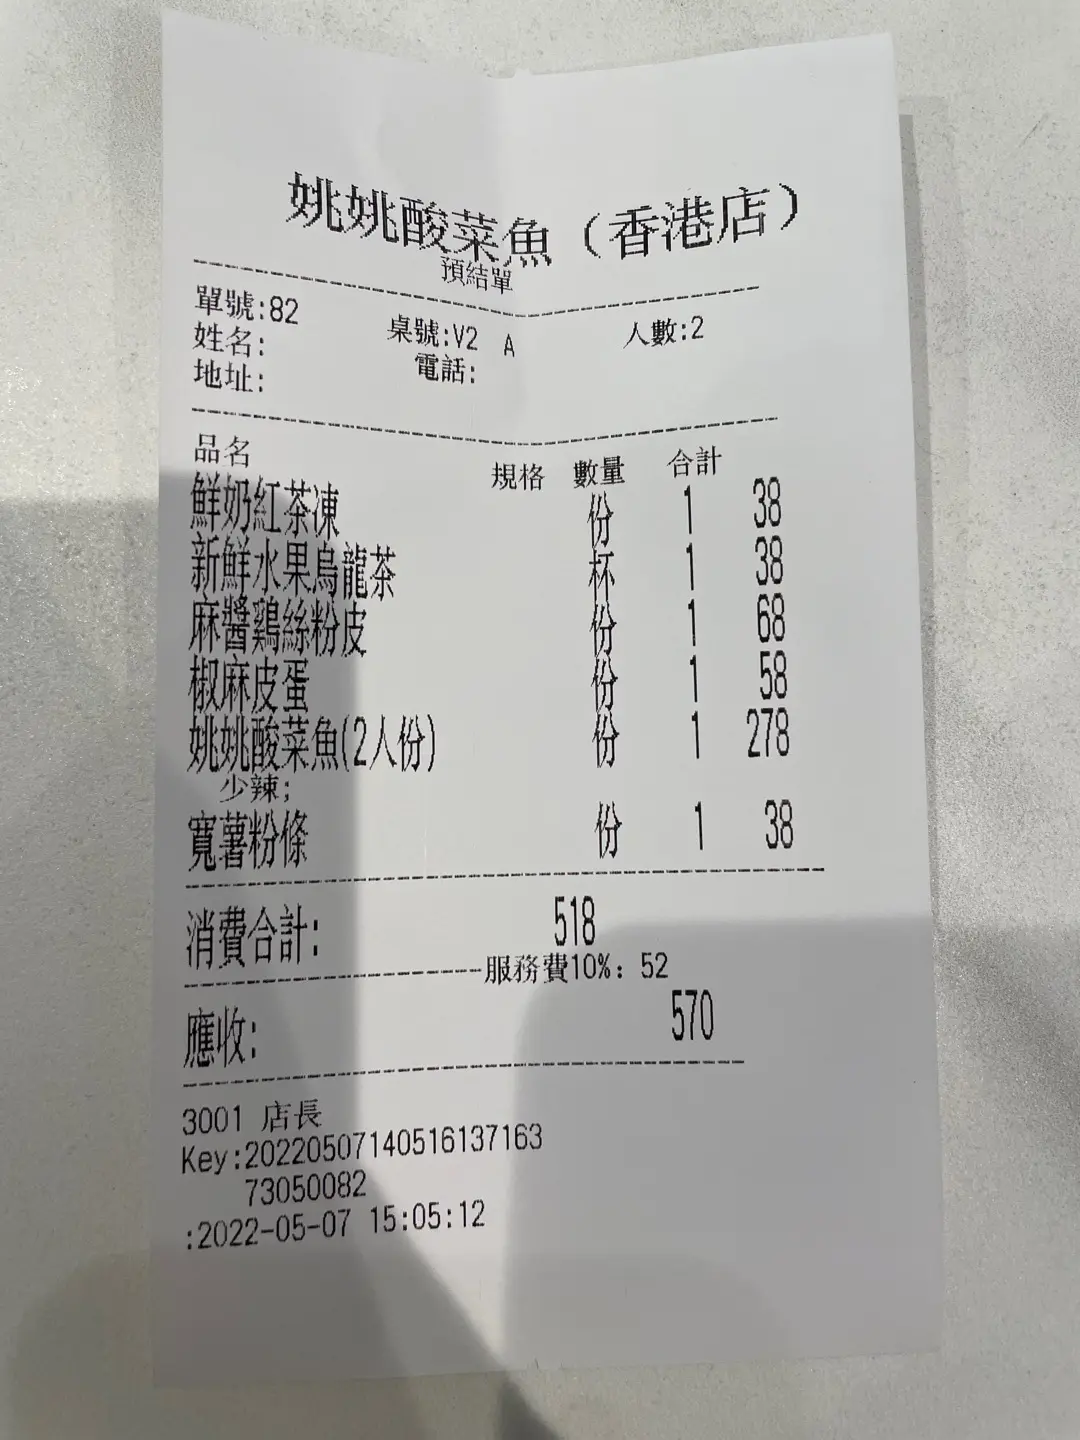 姚姚酸菜魚（香港店）
預結單
單號:82 桌號:V2 A 人數:2
姓名: 電話:
地址:
品名 規格 數量 合計
鮮奶紅茶凍 份 1 38
新鮮水果烏龍茶 杯 1 38
麻醬鷄絲粉皮 份 1 68
椒麻皮蛋 份 1 58
姚姚酸菜魚(2人份) 份 1 278
少辣;
寬薯粉條 份 1 38
消費合計: 518
服務費10%: 52
應收: 570
3001 店長
Key:20220507140516137163
73050082
:2022-05-07 15:05:12